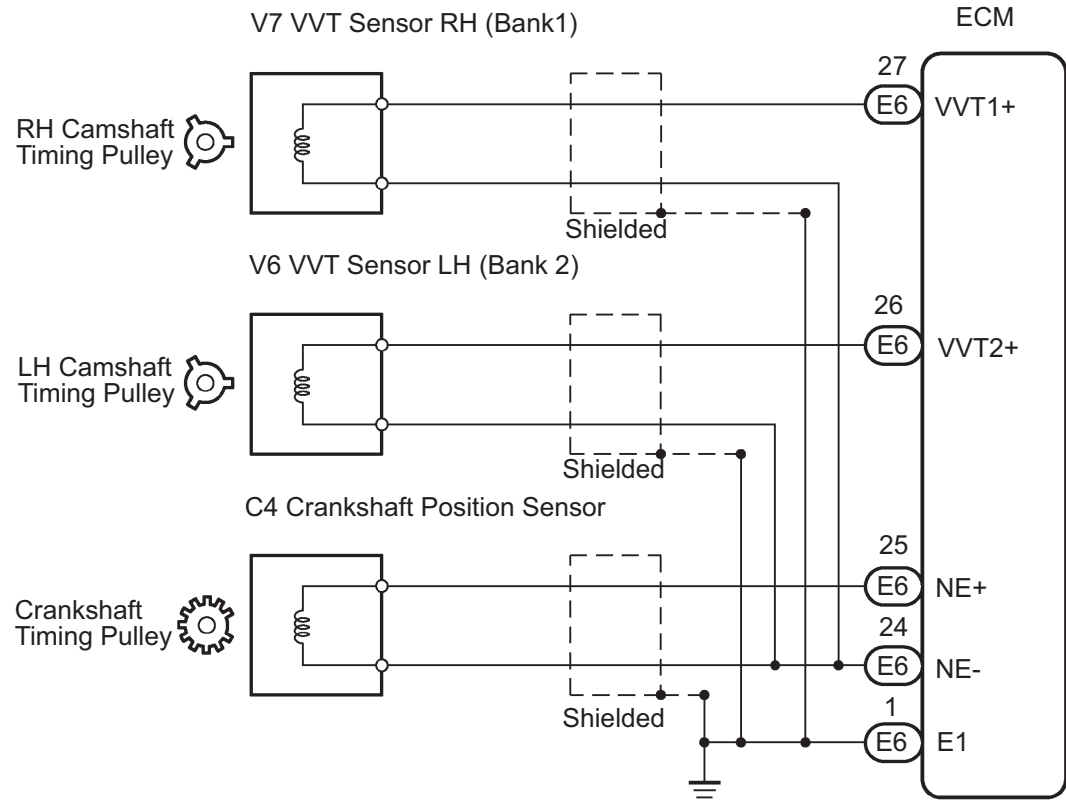 V7 VVT Sensor RH (Bank1)
ECM
27
RH Camshaft
Timing Pulley
E6
VVT1+
Shielded
V6 VVT Sensor LH (Bank 2)
26
LH Camshaft
Timing Pulley
E6
VVT2+
Shielded
C4 Crankshaft Position Sensor
25
E6
NE+
Crankshaft
Timing Pulley
24
E6
NE-
Shielded
1
E6
E1